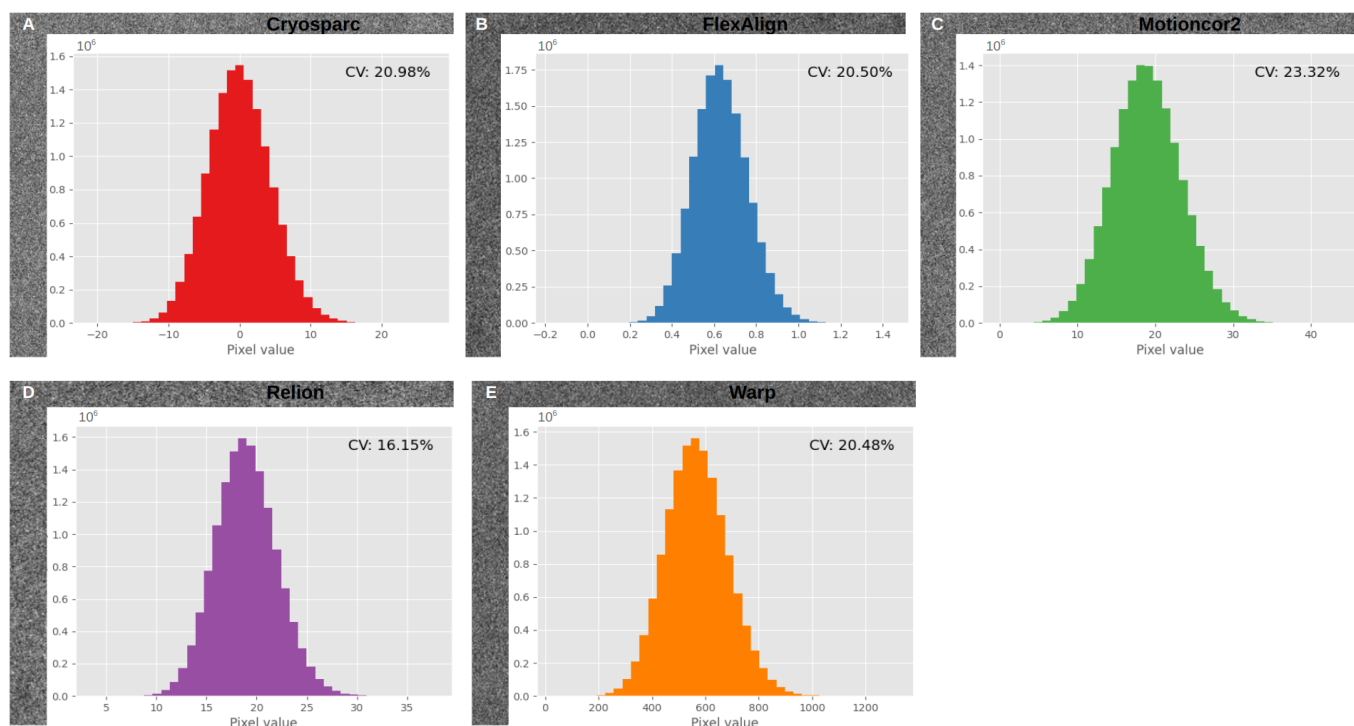 A Cryosparc
10⁶
CV: 20.98%
1.6
1.4
1.2
1.0
0.8
0.6
0.4
0.2
0.0
−20 −10 0 10 20
Pixel value
B FlexAlign
10⁶
CV: 20.50%
1.75
1.50
1.25
1.00
0.75
0.50
0.25
0.00
−0.2 0.0 0.2 0.4 0.6 0.8 1.0 1.2 1.4
Pixel value
C Motioncor2
10⁶
CV: 23.32%
1.4
1.2
1.0
0.8
0.6
0.4
0.2
0.0
0 10 20 30 40
Pixel value
D Relion
10⁶
CV: 16.15%
1.6
1.4
1.2
1.0
0.8
0.6
0.4
0.2
0.0
5 10 15 20 25 30 35
Pixel value
E Warp
10⁶
CV: 20.48%
1.6
1.4
1.2
1.0
0.8
0.6
0.4
0.2
0.0
0 200 400 600 800 1000 1200
Pixel value